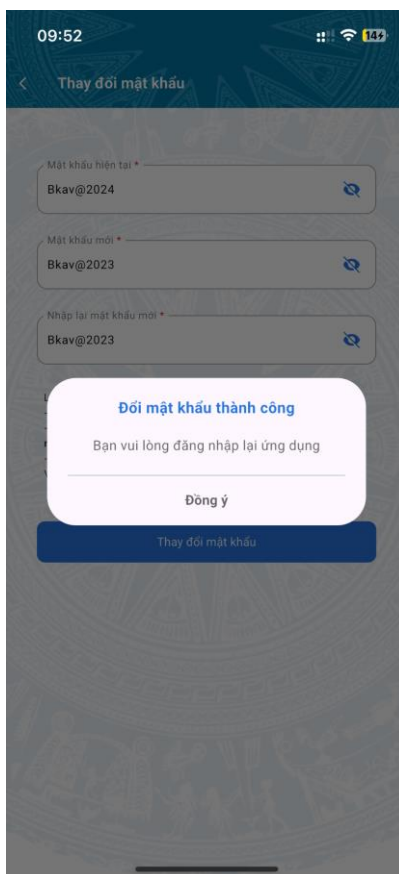 09:52
14
Thay đổi mật khẩu
Mật khẩu hiện tại *
Bkav@2024
Mật khẩu mới *
Bkav@2023
Nhập lại mật khẩu mới *
Bkav@2023
Đổi mật khẩu thành công
Bạn vui lòng đăng nhập lại ứng dụng
Đồng ý
Thay đổi mật khẩu